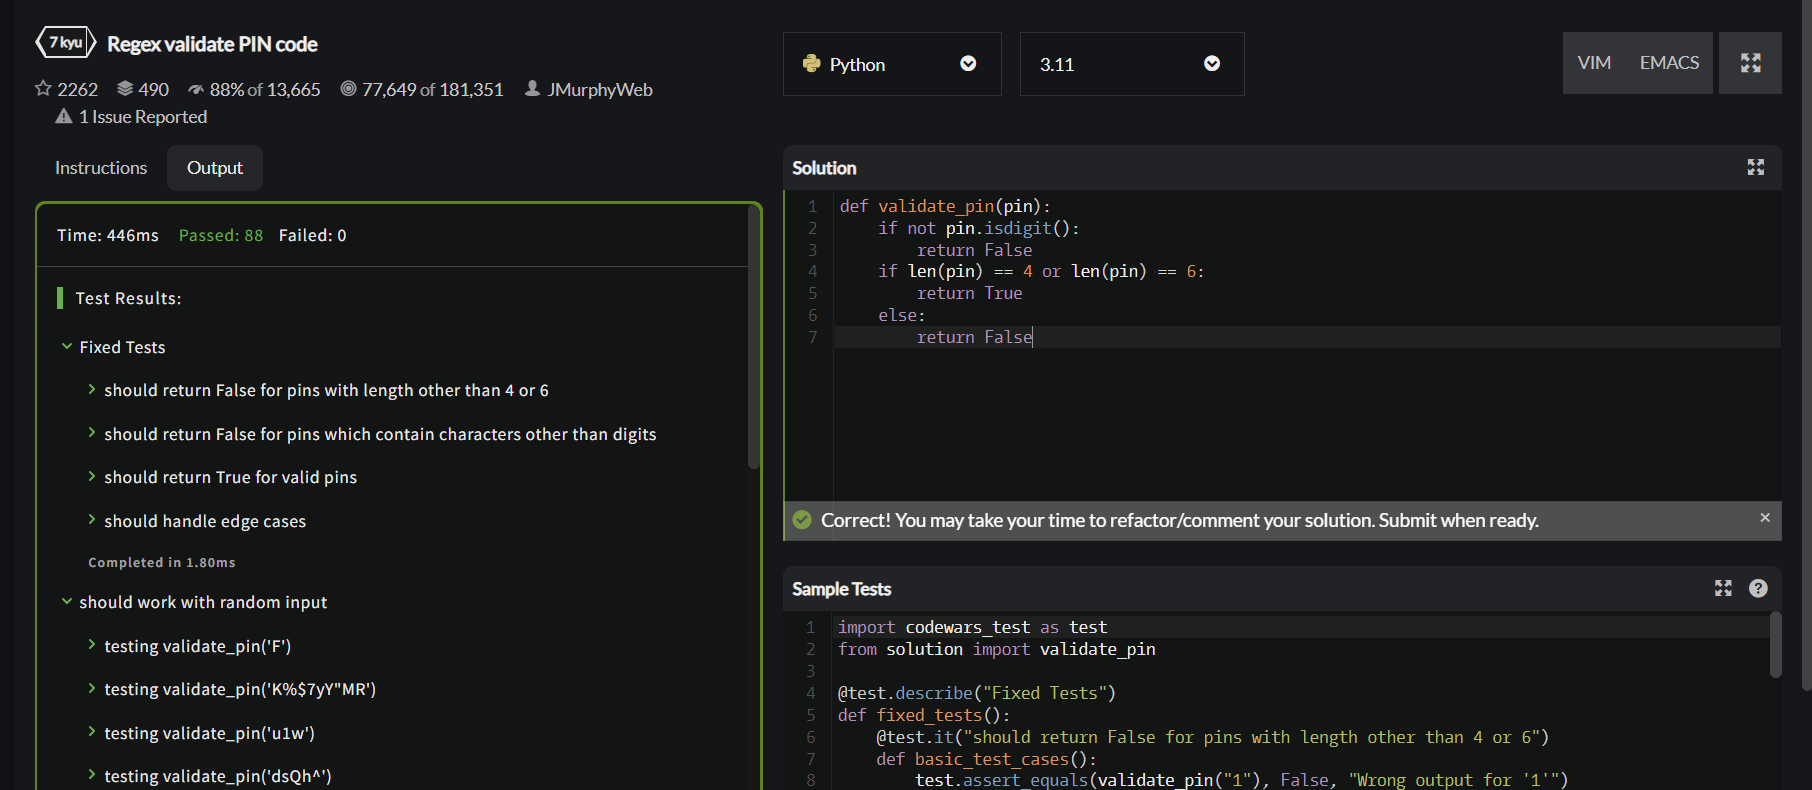 7 kyu Regex validate PIN code
2262 490 88% of 13,665 77,649 of 181,351 JMurphyWeb
1 Issue Reported
Instructions Output
Time: 446ms Passed: 88 Failed: 0
Test Results:
Fixed Tests
should return False for pins with length other than 4 or 6
should return False for pins which contain characters other than digits
should return True for valid pins
should handle edge cases
Completed in 1.80ms
should work with random input
testing validate_pin('F')
testing validate_pin('K%$7yY"MR')
testing validate_pin('u1w')
testing validate_pin('dsQh^')
Python 3.11 VIM EMACS
Solution
1 def validate_pin(pin):
2     if not pin.isdigit():
3         return False
4     if len(pin) == 4 or len(pin) == 6:
5         return True
6     else:
7         return False
Correct! You may take your time to refactor/comment your solution. Submit when ready. ×
Sample Tests ?
1 import codewars_test as test
2 from solution import validate_pin
3
4 @test.describe("Fixed Tests")
5 def fixed_tests():
6     @test.it("should return False for pins with length other than 4 or 6")
7     def basic_test_cases():
8         test.assert_equals(validate_pin("1"), False, "Wrong output for '1'")